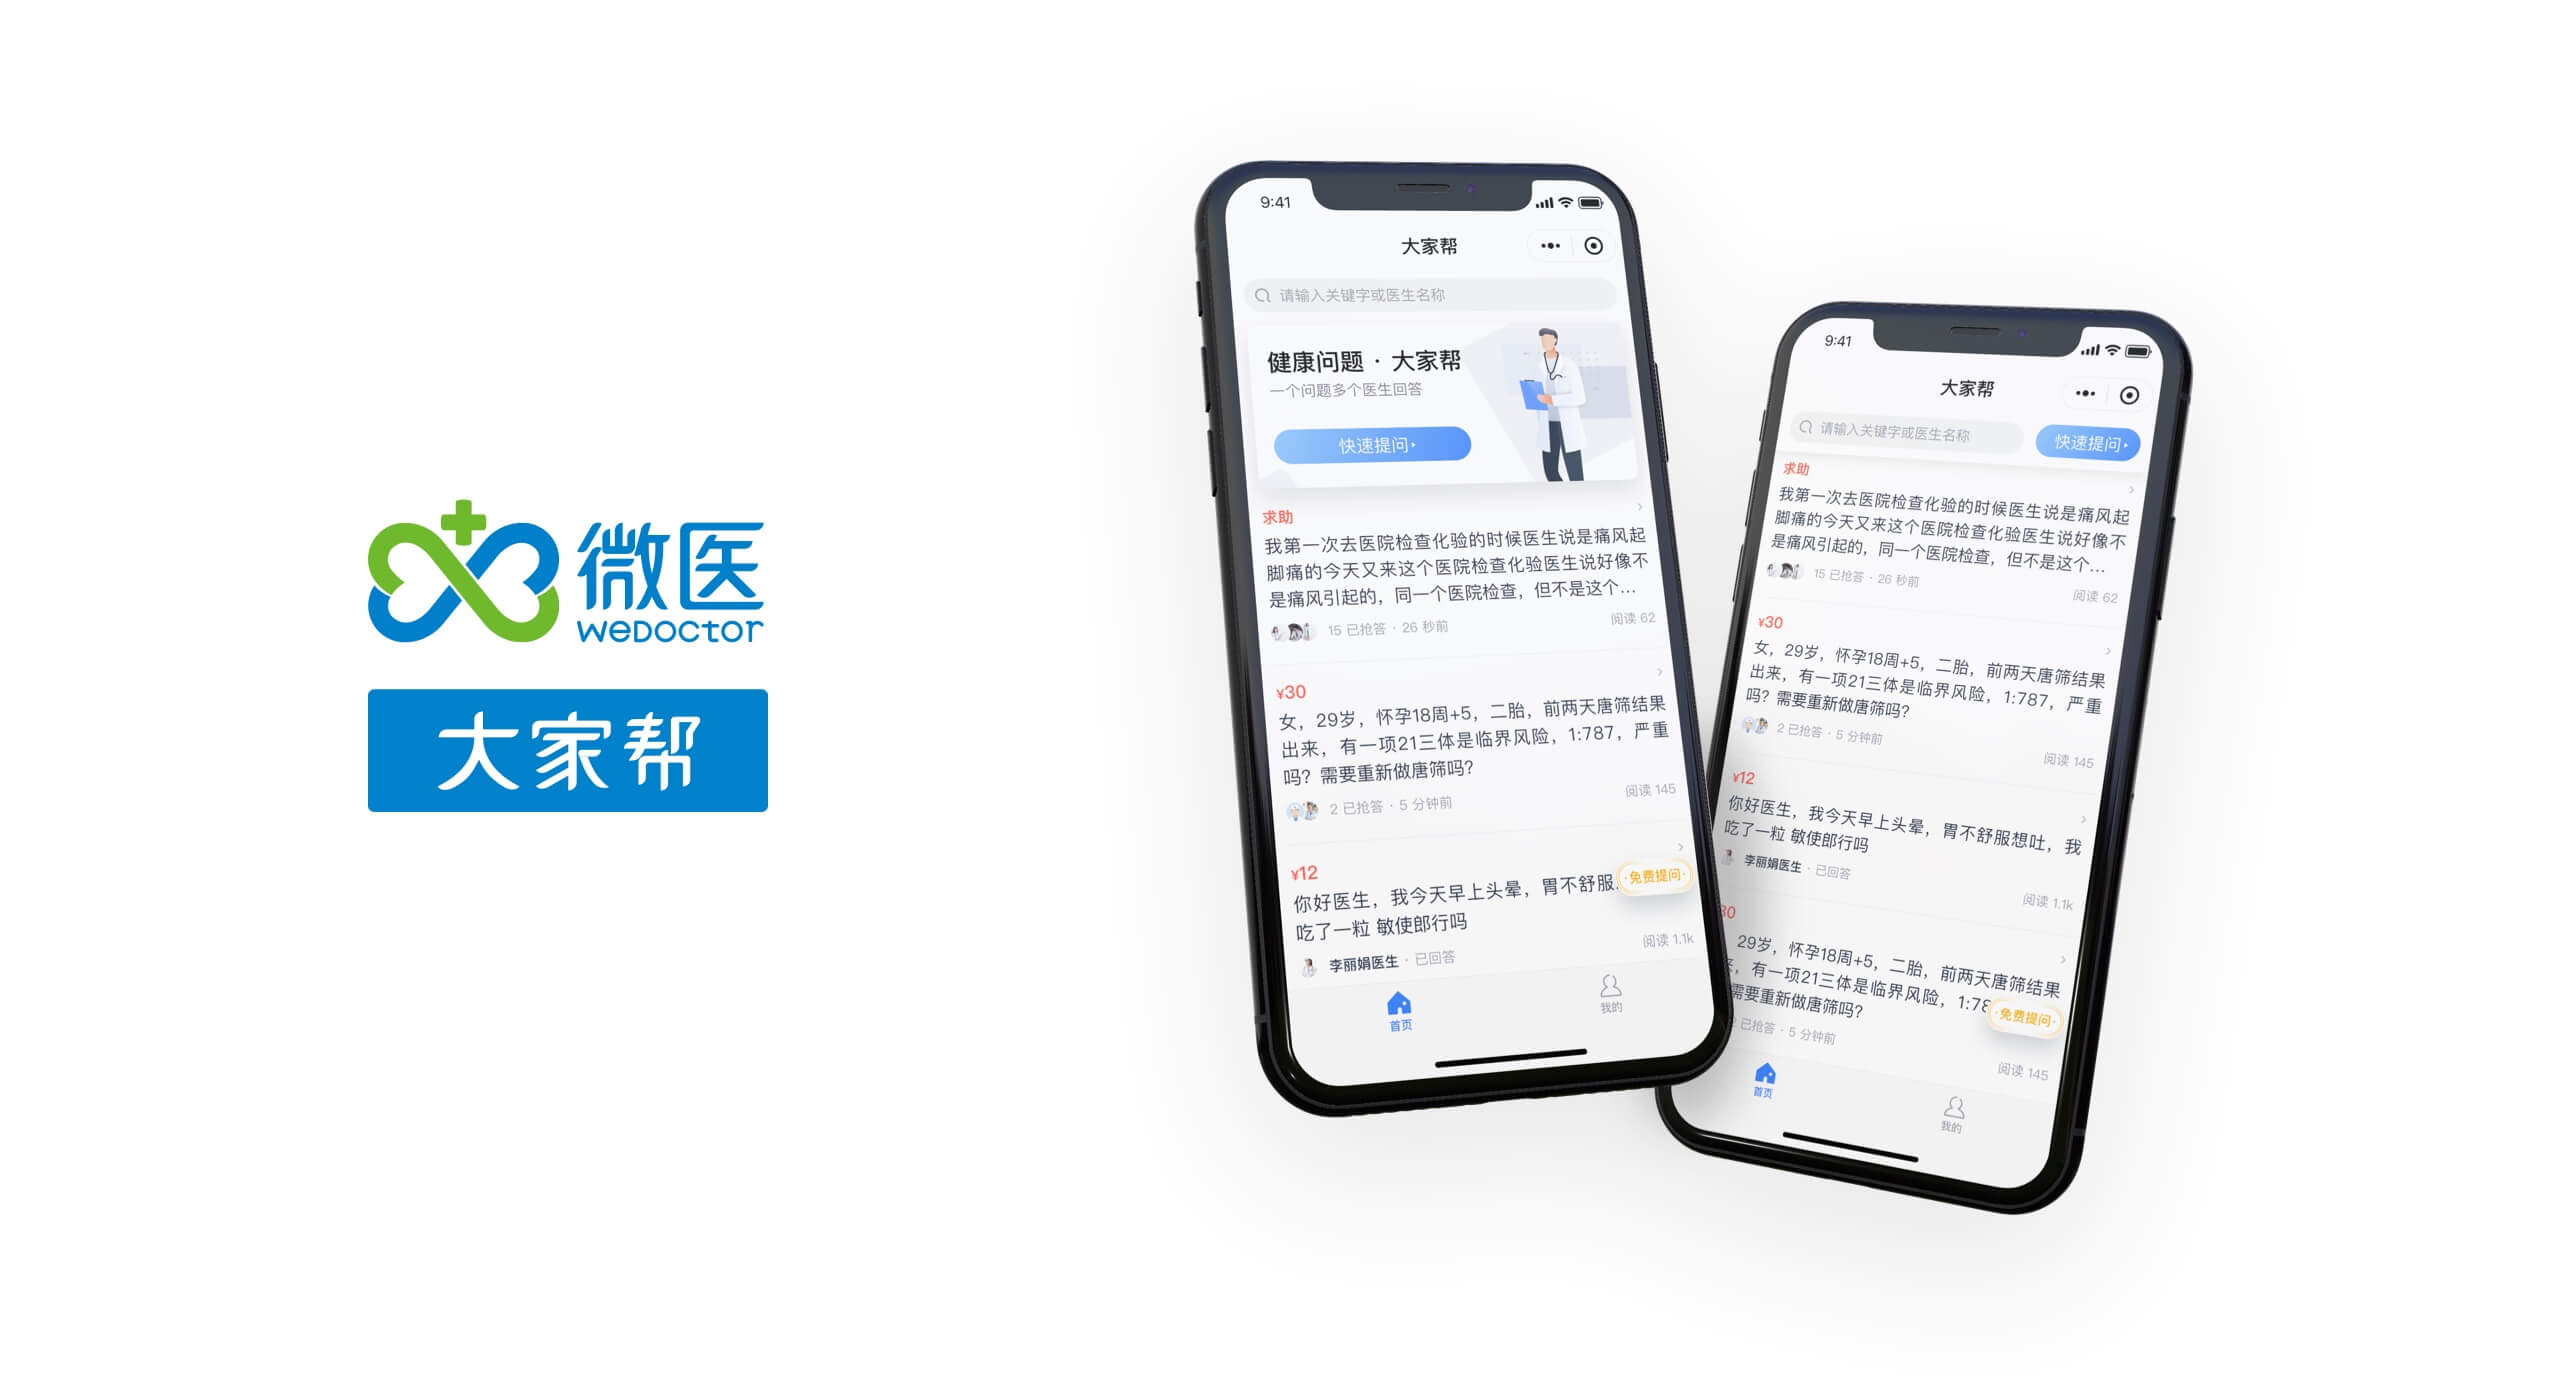 微医
WeDoctor
大家帮
9:41
大家帮
请输入关键字或医生名称
健康问题 · 大家帮
一个问题多个医生回答
快速提问
求助
我第一次去医院检查化验的时候医生说是痛风起
脚痛的今天又来这个医院检查化验医生说好像不
是痛风引起的，同一个医院检查，但不是这个...
15 已抢答 · 26 秒前
阅读 62
¥30
女，29岁，怀孕18周+5，二胎，前两天唐筛结果
出来，有一项21三体是临界风险，1:787，严重
吗？需要重新做唐筛吗？
2 已抢答 · 5 分钟前
阅读 145
¥12
你好医生，我今天早上头晕，胃不舒服
吃了一粒 敏使郎行吗
免费提问
李丽娟医生 · 已回答
阅读 1.1k
首页
我的
9:41
大家帮
请输入关键字或医生名称
快速提问
求助
我第一次去医院检查化验的时候医生说是痛风起
脚痛的今天又来这个医院检查化验医生说好像不
是痛风引起的，同一个医院检查，但不是这个...
15 已抢答 · 26 秒前
阅读 62
¥30
女，29岁，怀孕18周+5，二胎，前两天唐筛结果
出来，有一项21三体是临界风险，1:787，严重
吗？需要重新做唐筛吗？
2 已抢答 · 5 分钟前
阅读 145
¥12
你好医生，我今天早上头晕，胃不舒服想吐，我
吃了一粒 敏使郎行吗
李丽娟医生 · 已回答
阅读 1.1k
30
29岁，怀孕18周+5，二胎，前两天唐筛结果
，有一项21三体是临界风险，1:78
需要重新做唐筛吗？
免费提问
已抢答 · 5 分钟前
阅读 145
首页
我的